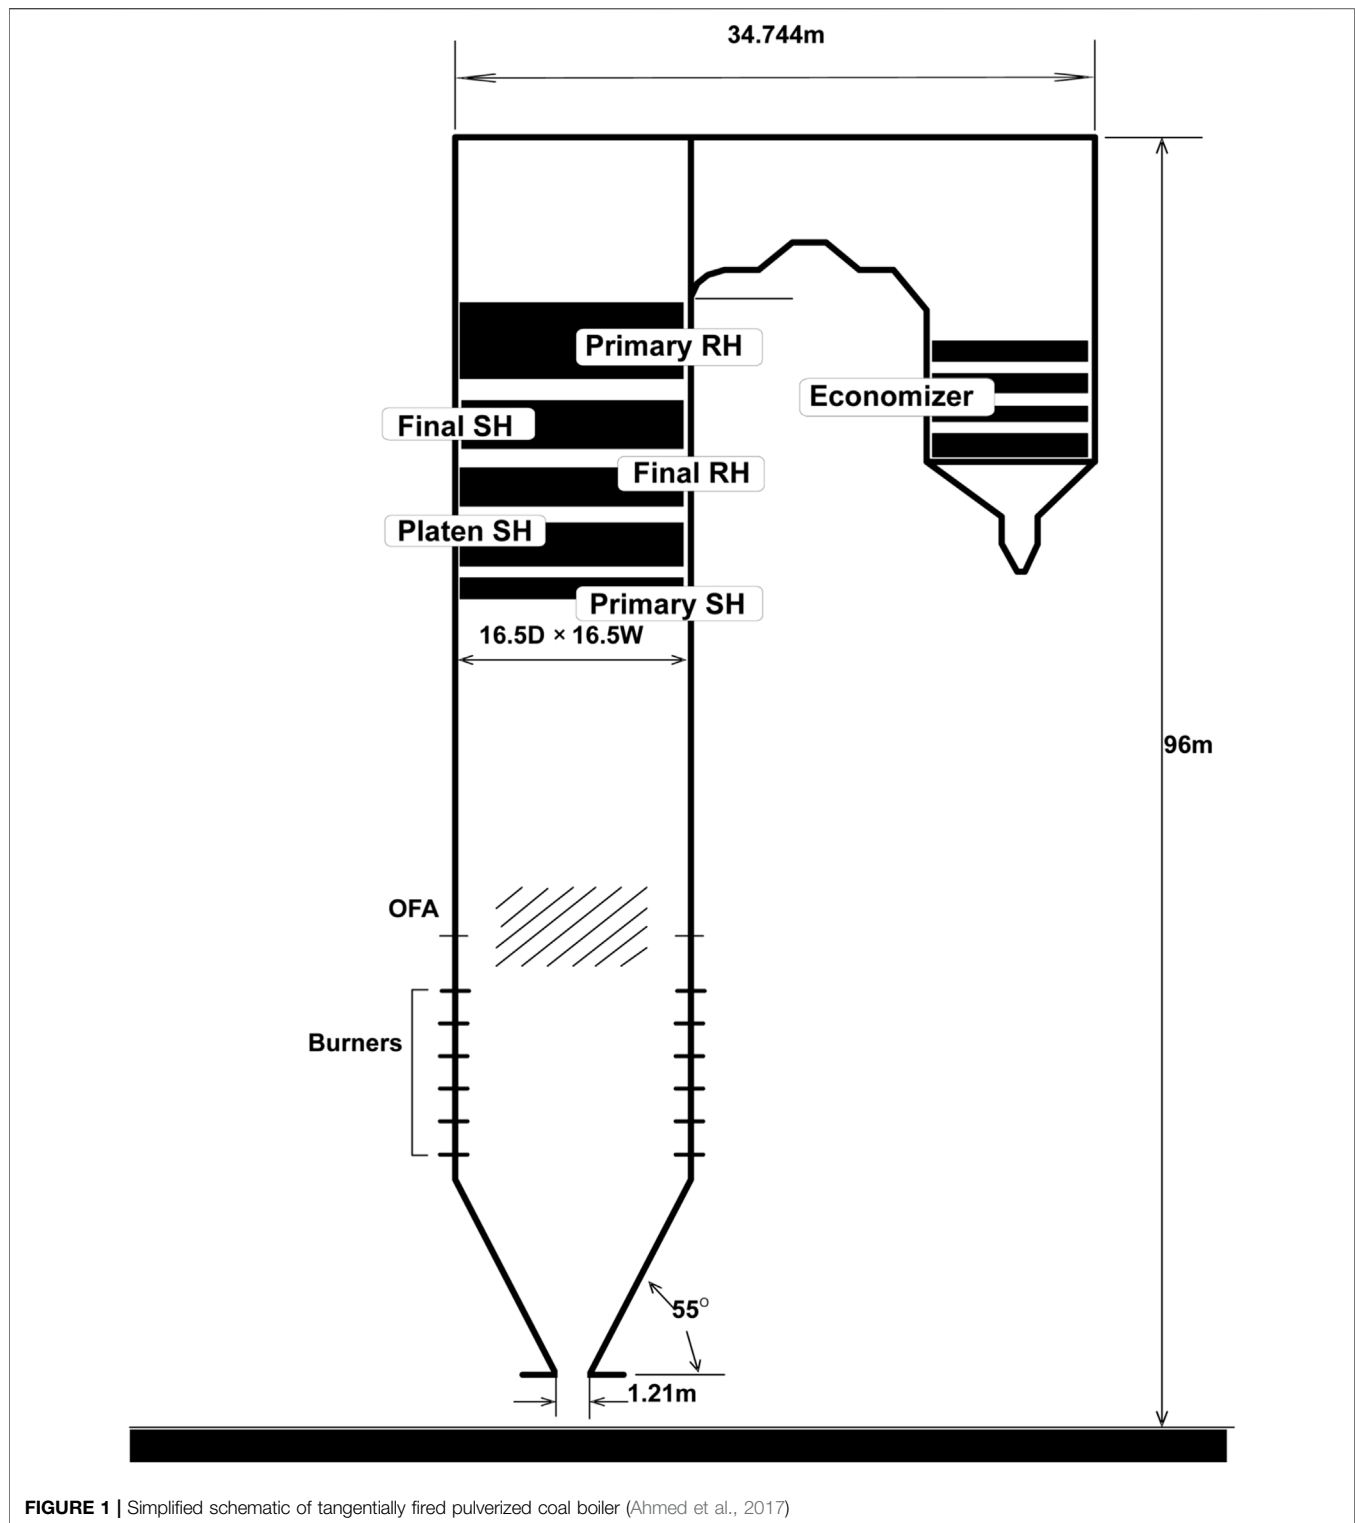 34.744m
Primary RH
Economizer
Final SH
Final RH
Platen SH
Primary SH
16.5D × 16.5W
96m
OFA
Burners
55°
1.21m
FIGURE 1 | Simplified schematic of tangentially fired pulverized coal boiler (Ahmed et al., 2017)